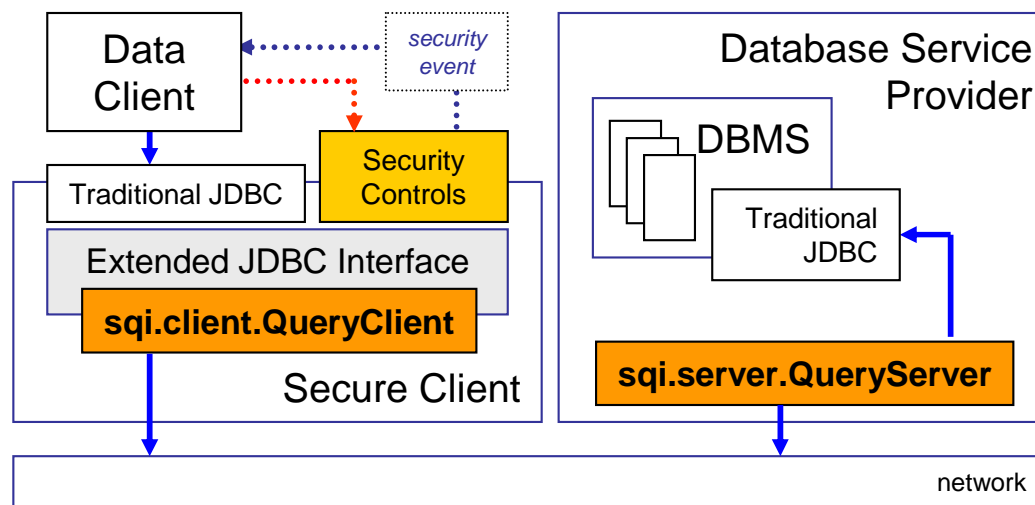 Data
Client
security
event
Traditional JDBC
Security
Controls
Extended JDBC Interface
sqi.client.QueryClient
Secure Client
Database Service
Provider
DBMS
Traditional
JDBC
sqi.server.QueryServer
network